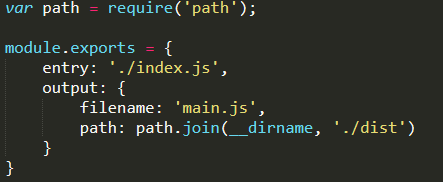 var path = require('path');
module.exports = {
    entry: './index.js',
    output: {
        filename: 'main.js',
        path: path.join(__dirname, './dist')
    }
}